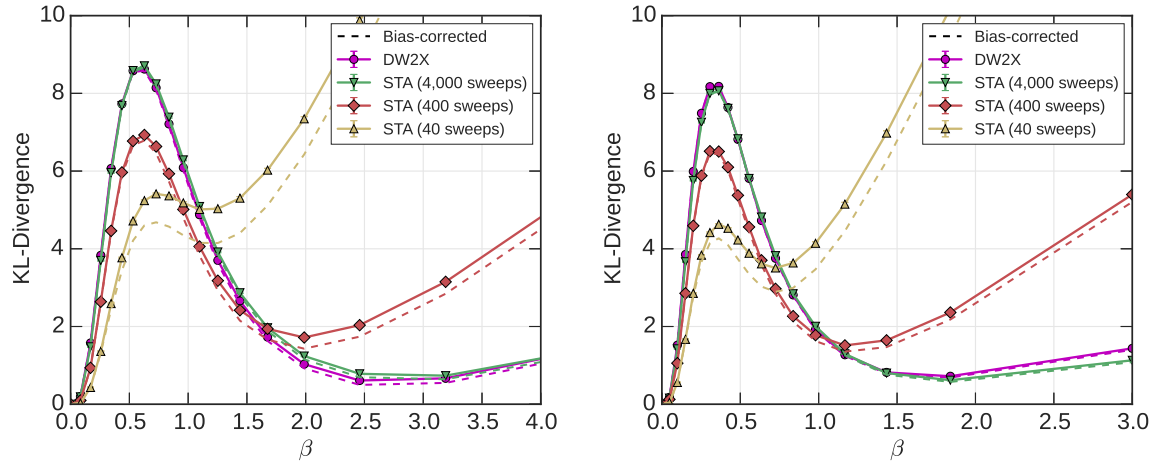 KL-Divergence
10
8
6
4
2
0
Bias-corrected
DW2X
STA (4,000 sweeps)
STA (400 sweeps)
STA (40 sweeps)
0.0 0.5 1.0 1.5 2.0 2.5 3.0 3.5 4.0
β
KL-Divergence
10
8
6
4
2
0
Bias-corrected
DW2X
STA (4,000 sweeps)
STA (400 sweeps)
STA (40 sweeps)
0.0 0.5 1.0 1.5 2.0 2.5 3.0
β